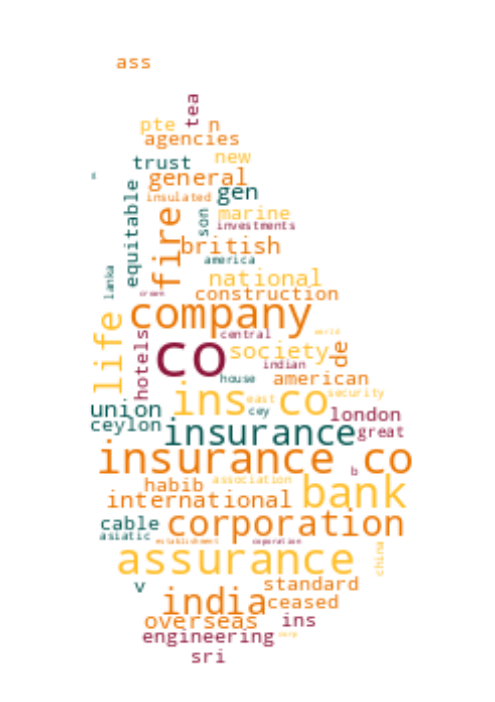 ass
tea
pte n
agencies
trust new
general
gen
insulated
equitable
son
marine
investments
fire
british
america
lanka
national
crown
construction
company
life
central
world
hotels
co
society
de
indian
house
american
security
ins co
east
cey
union
london
ceylon
insurance
great
insurance co
b
association
habib
bank
international
cable
corporation
asiatic
establishment
coporation
assurance
china
v
standard
india
ceased
overseas
ins
engineering
corp
sri